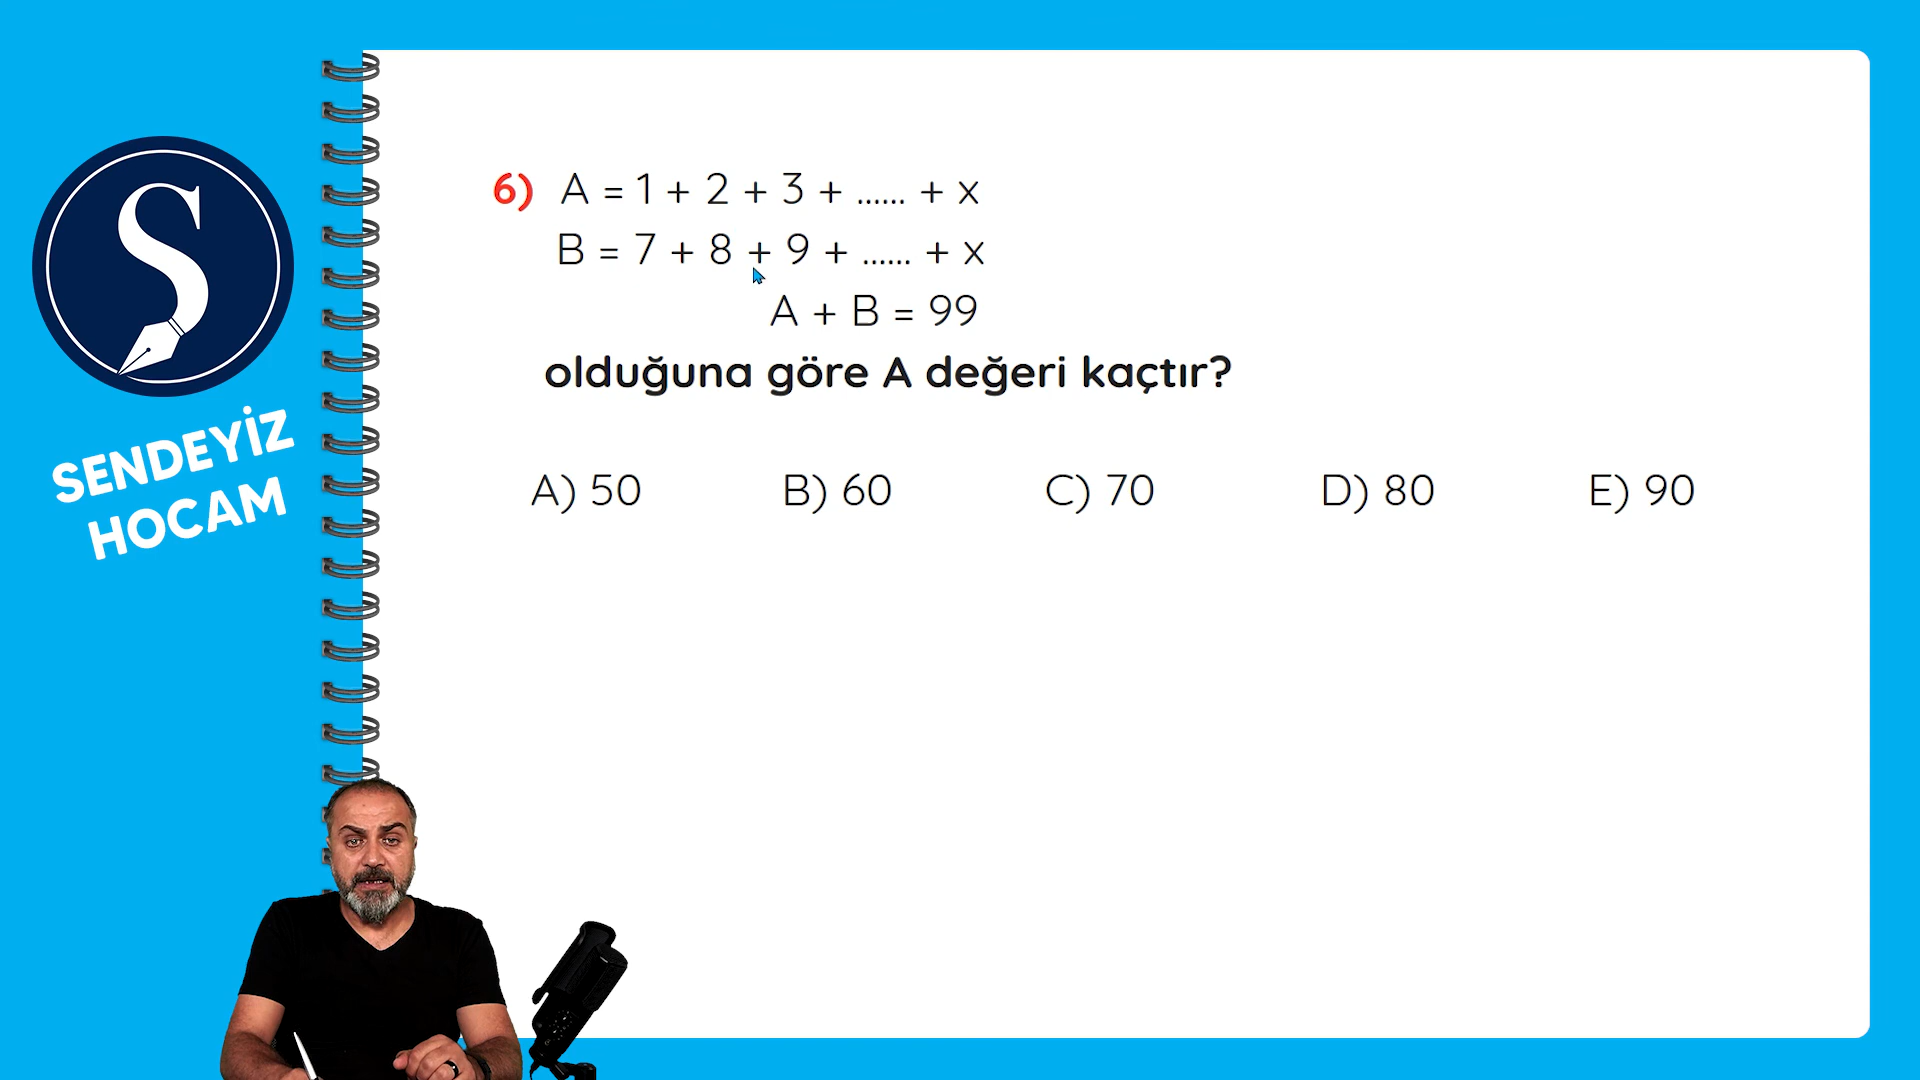 SENDEYİZ
HOCAM
6) A = 1 + 2 + 3 + ...... + x
B = 7 + 8 + 9 + ...... + x
A + B = 99
olduğuna göre A değeri kaçtır?
A) 50 B) 60 C) 70 D) 80 E) 90